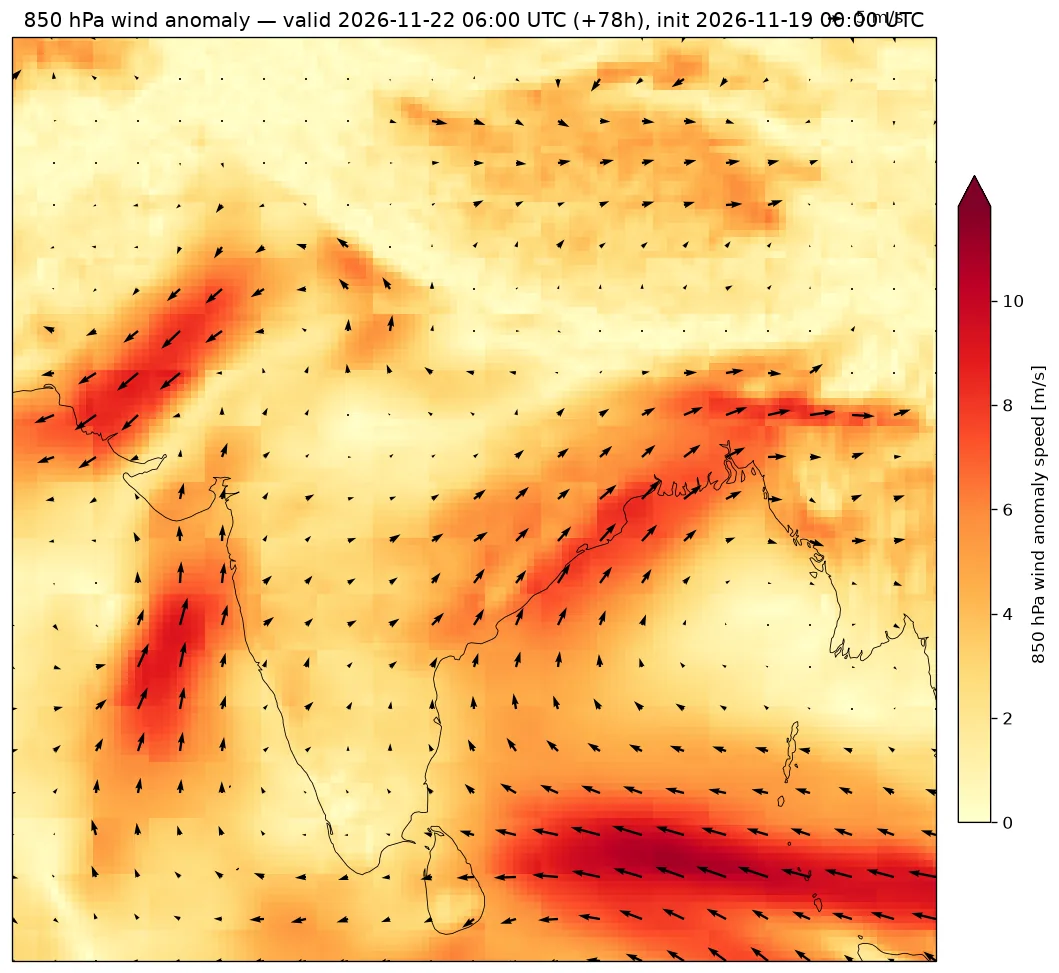 850 hPa wind anomaly — valid 2026-11-22 06:00 UTC (+78h), init 2026-11-19 00:00 UTC
5 m/s
10
8
6
4
2
0
850 hPa wind anomaly speed [m/s]